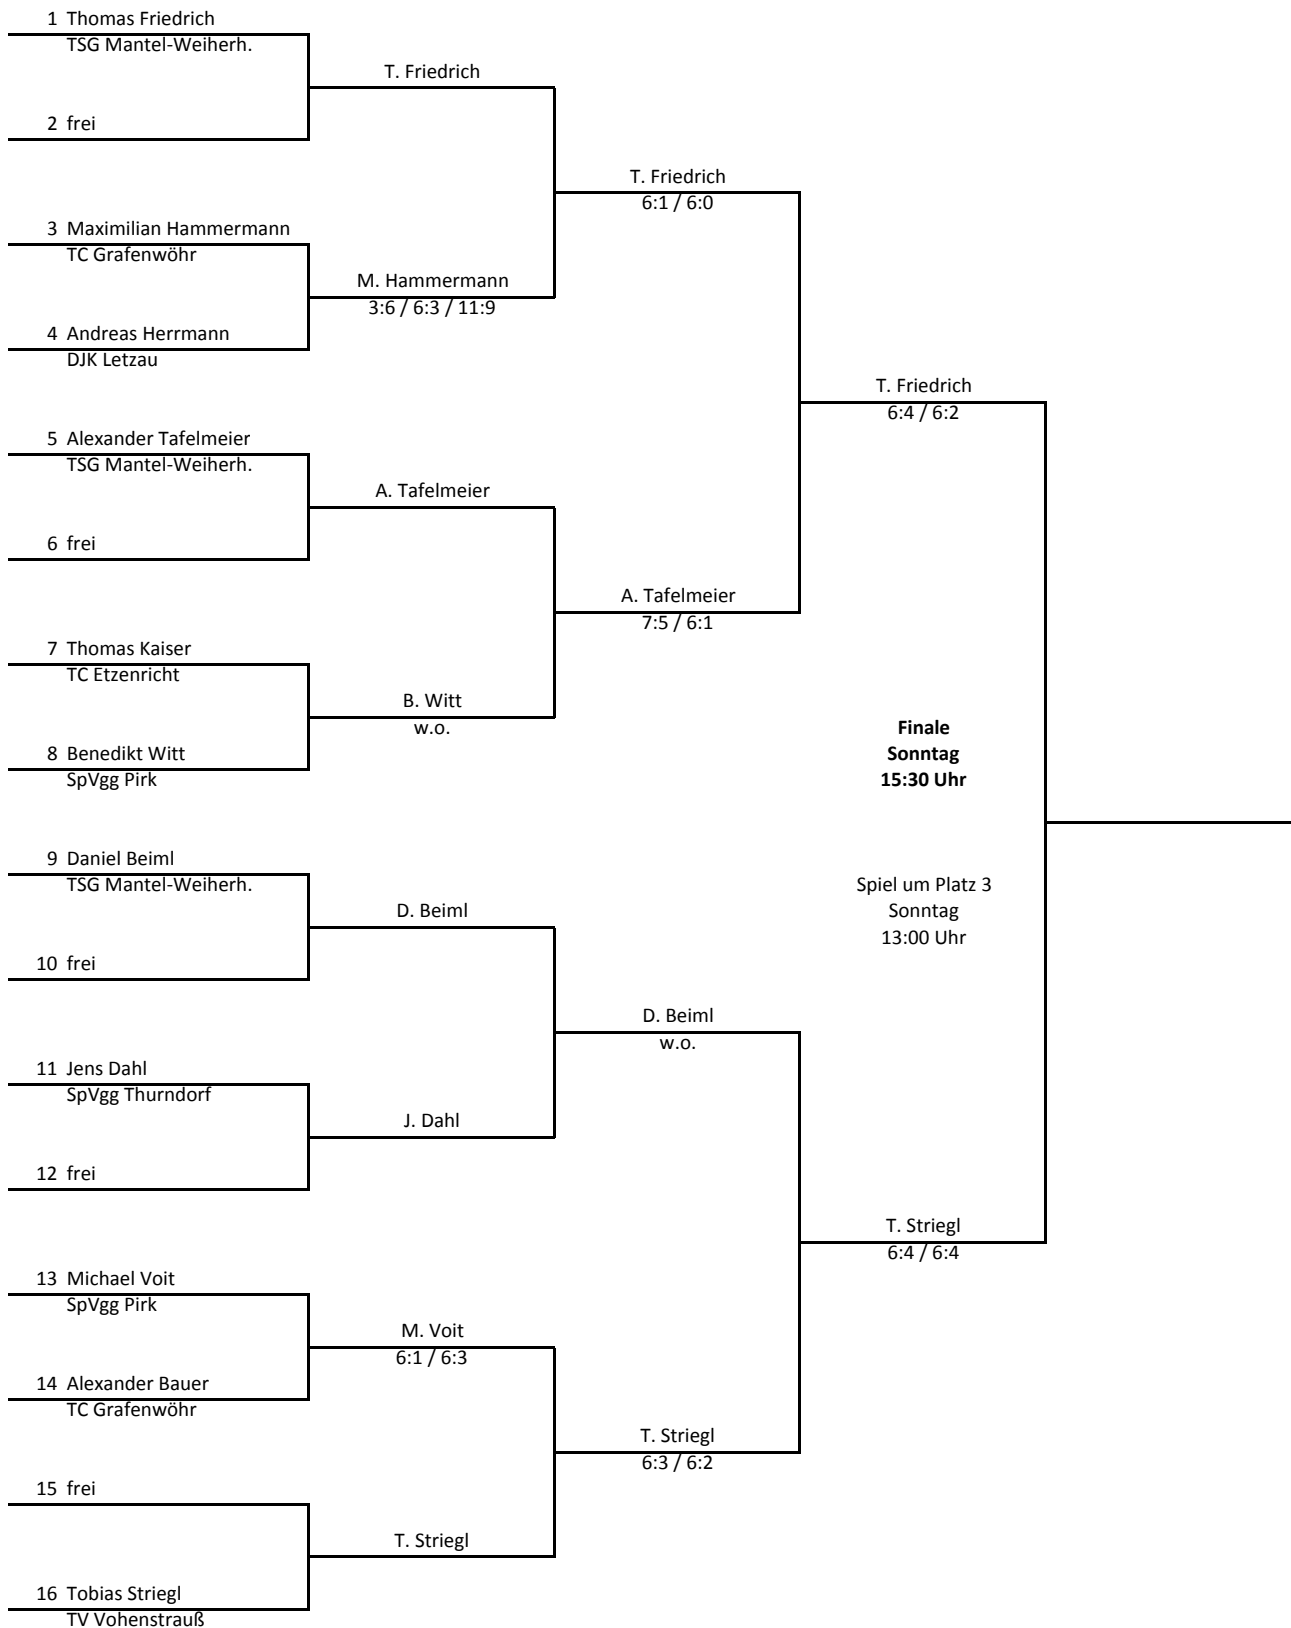 1 Thomas Friedrich
TSG Mantel-Weiherh.
T. Friedrich
2 frei
T. Friedrich
6:1 / 6:0
3 Maximilian Hammermann
TC Grafenwöhr
M. Hammermann
3:6 / 6:3 / 11:9
4 Andreas Herrmann
DJK Letzau
T. Friedrich
6:4 / 6:2
5 Alexander Tafelmeier
TSG Mantel-Weiherh.
A. Tafelmeier
6 frei
A. Tafelmeier
7:5 / 6:1
7 Thomas Kaiser
TC Etzenricht
B. Witt
w.o.
8 Benedikt Witt
SpVgg Pirk
Finale
Sonntag
15:30 Uhr
9 Daniel Beiml
TSG Mantel-Weiherh.
D. Beiml
10 frei
Spiel um Platz 3
Sonntag
13:00 Uhr
D. Beiml
w.o.
11 Jens Dahl
SpVgg Thurndorf
J. Dahl
12 frei
T. Striegl
6:4 / 6:4
13 Michael Voit
SpVgg Pirk
M. Voit
6:1 / 6:3
14 Alexander Bauer
TC Grafenwöhr
T. Striegl
6:3 / 6:2
15 frei
T. Striegl
16 Tobias Striegl
TV Vohenstrauß